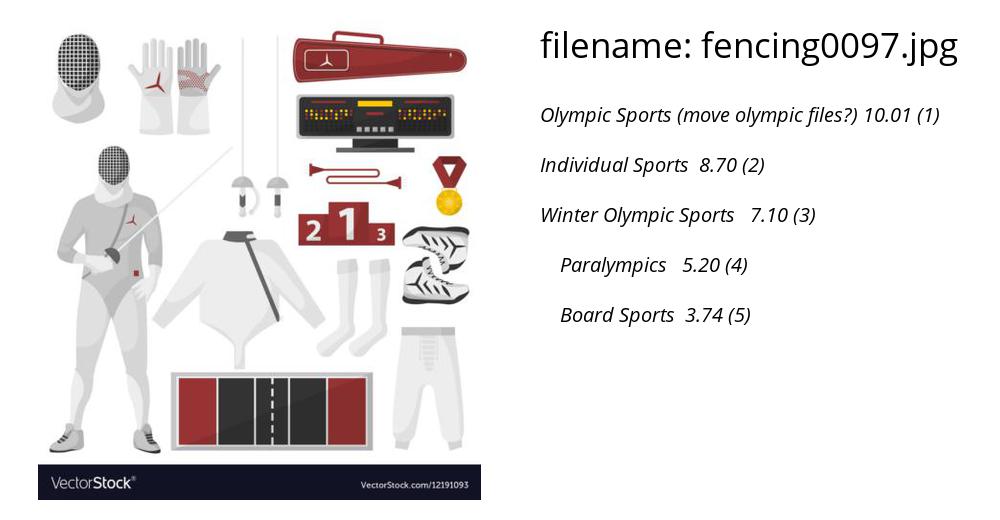 filename: fencing0097.jpg
Olympic Sports (move olympic files?) 10.01 (1)
Individual Sports 8.70 (2)
Winter Olympic Sports 7.10 (3)
Paralympics 5.20 (4)
Board Sports 3.74 (5)
2 1 3
VectorStock®
VectorStock.com/12191093